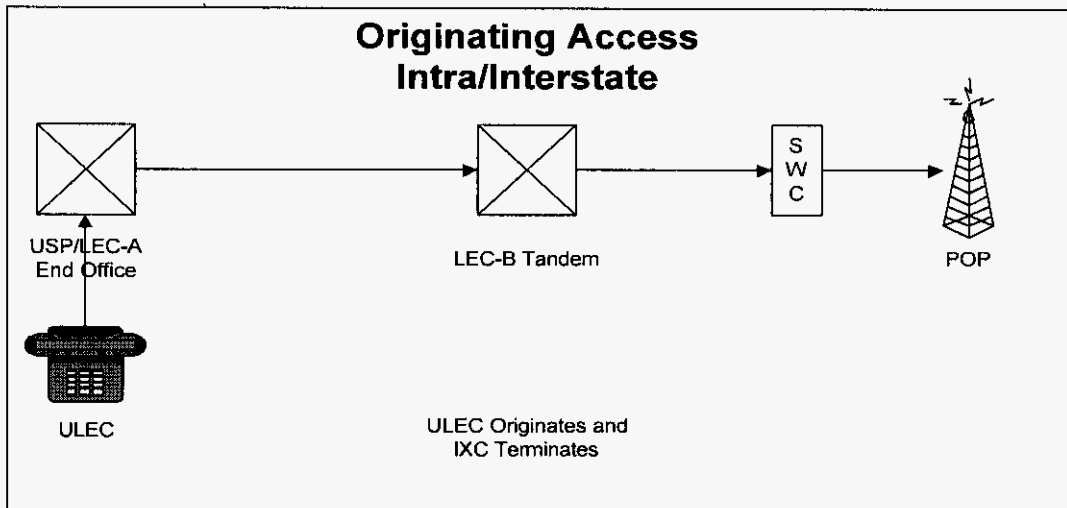 Originating Access
Intra/Interstate
S
W
C
USP/LEC-A
End Office
LEC-B Tandem
POP
ULEC
ULEC Originates and
IXC Terminates